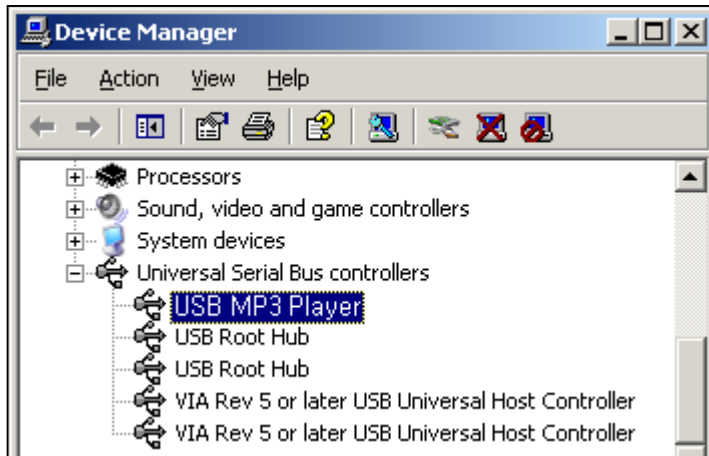 Device Manager
File Action View Help
Processors
Sound, video and game controllers
System devices
Universal Serial Bus controllers
USB MP3 Player
USB Root Hub
USB Root Hub
VIA Rev 5 or later USB Universal Host Controller
VIA Rev 5 or later USB Universal Host Controller